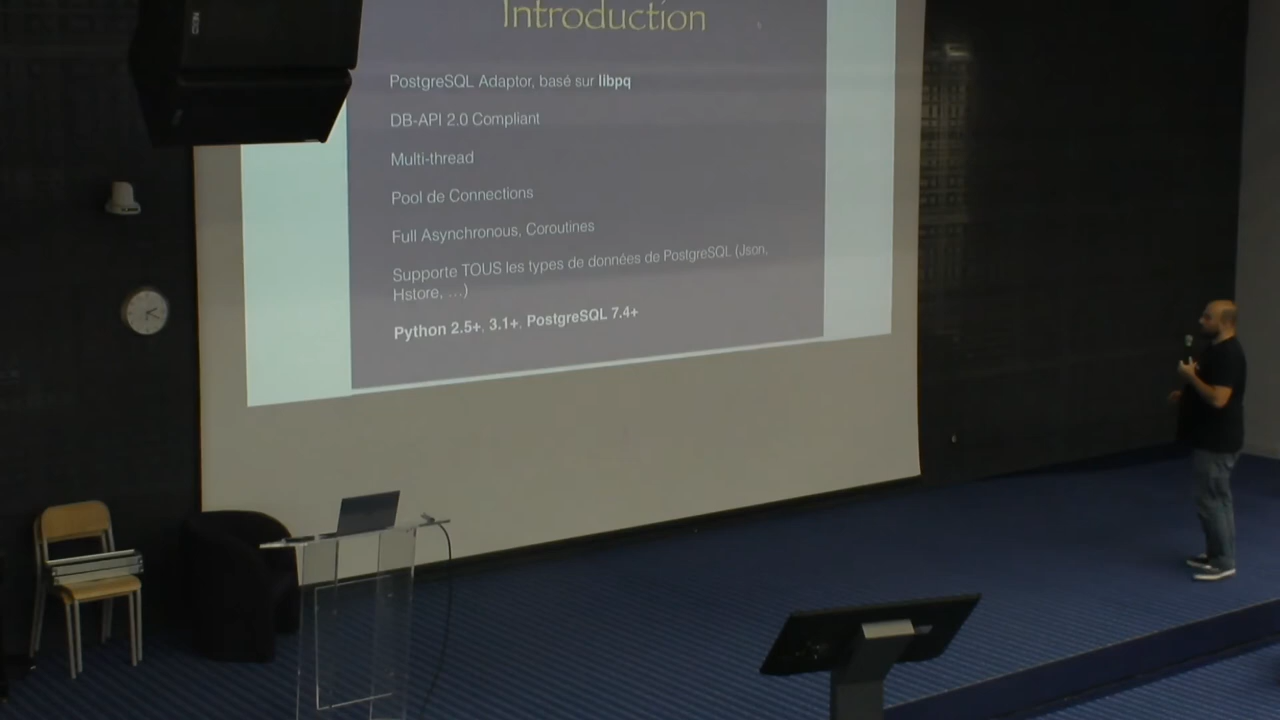 Introduction
PostgreSQL Adaptor, basé sur libpq
DB-API 2.0 Compliant
Multi-thread
Pool de Connections
Full Asynchronous, Coroutines
Supporte TOUS les types de données de PostgreSQL (Json,
Hstore, ...)
Python 2.5+, 3.1+, PostgreSQL 7.4+